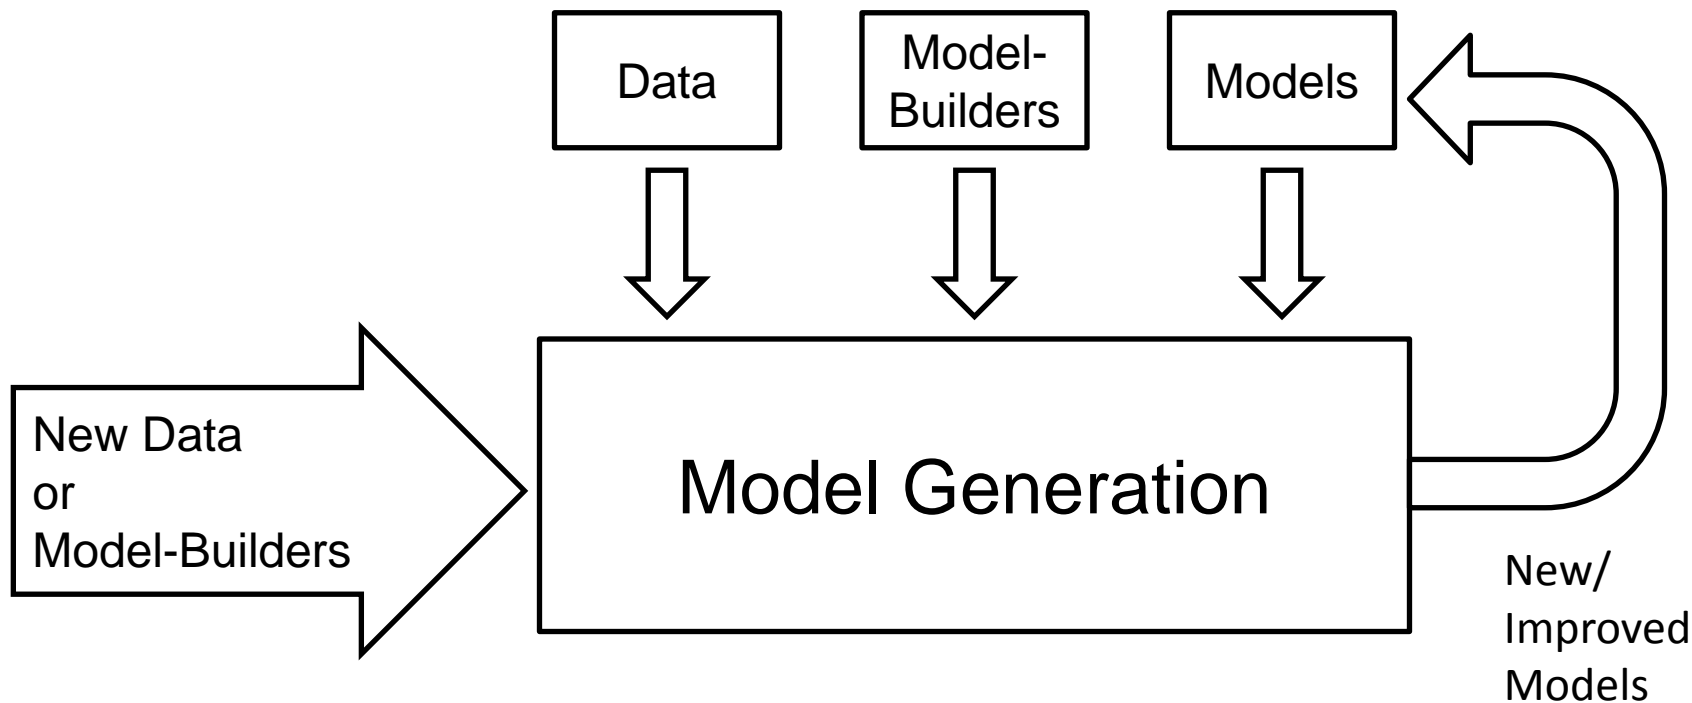 Data
Model-
Builders
Models
New Data
or
Model-Builders
Model Generation
New/
Improved
Models